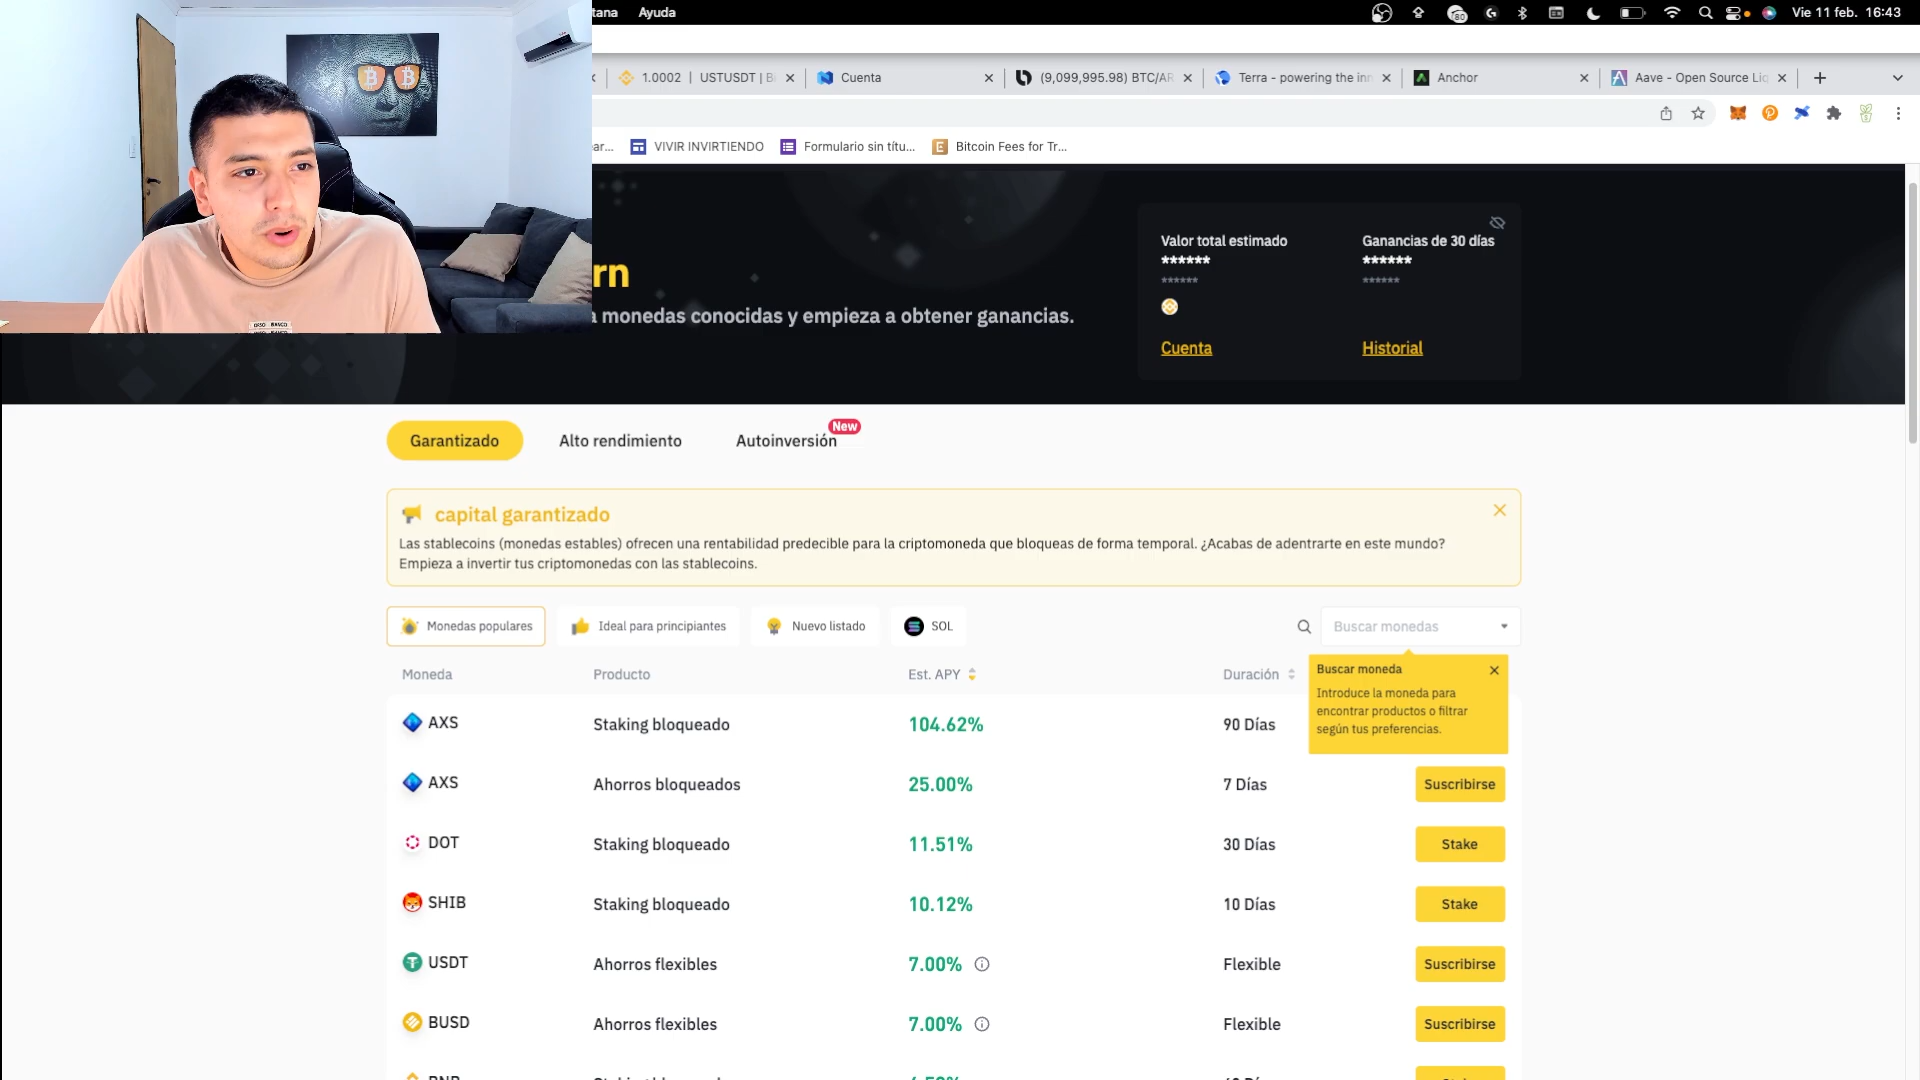 tana Ayuda
80
Vie 11 feb. 16:43
1.0002 | USTUSDT | Bi
Cuenta
(9,099,995.98) BTC/AR
Terra - powering the inn
Anchor
Aave - Open Source Liq
ar...
VIVIR INVIRTIENDO
Formulario sin títu...
Bitcoin Fees for Tr...
rn
a monedas conocidas y empieza a obtener ganancias.
Valor total estimado
******
******
Cuenta
Ganancias de 30 días
******
******
Historial
Garantizado
Alto rendimiento
Autoinversión
New
capital garantizado
Las stablecoins (monedas estables) ofrecen una rentabilidad predecible para la criptomoneda que bloqueas de forma temporal. ¿Acabas de adentrarte en este mundo?
Empieza a invertir tus criptomonedas con las stablecoins.
Monedas populares
Ideal para principiantes
Nuevo listado
SOL
Buscar monedas
Moneda Producto Est. APY Duración
Buscar moneda
Introduce la moneda para
encontrar productos o filtrar
según tus preferencias.
AXS Staking bloqueado 104.62% 90 Días
AXS Ahorros bloqueados 25.00% 7 Días Suscribirse
DOT Staking bloqueado 11.51% 30 Días Stake
SHIB Staking bloqueado 10.12% 10 Días Stake
USDT Ahorros flexibles 7.00% Flexible Suscribirse
BUSD Ahorros flexibles 7.00% Flexible Suscribirse